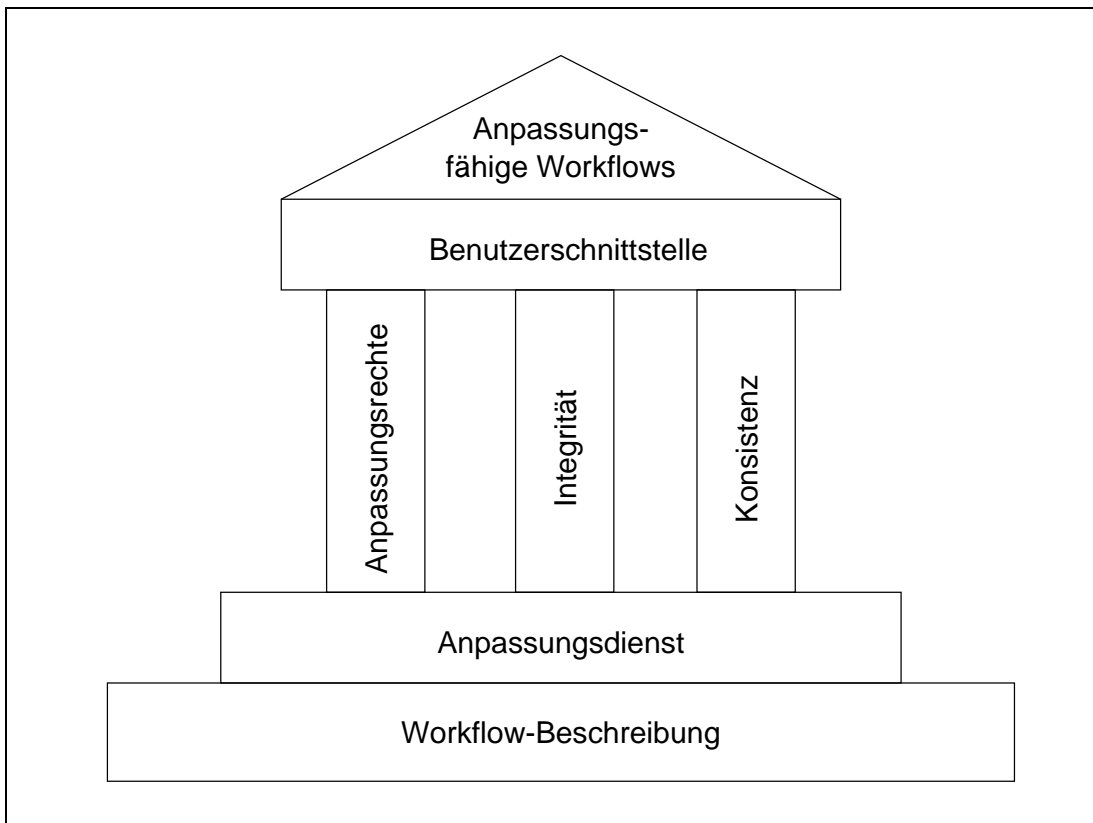 Anpassungs-
fähige Workflows
Benutzerschnittstelle
Anpassungsrechte
Integrität
Konsistenz
Anpassungsdienst
Workflow-Beschreibung